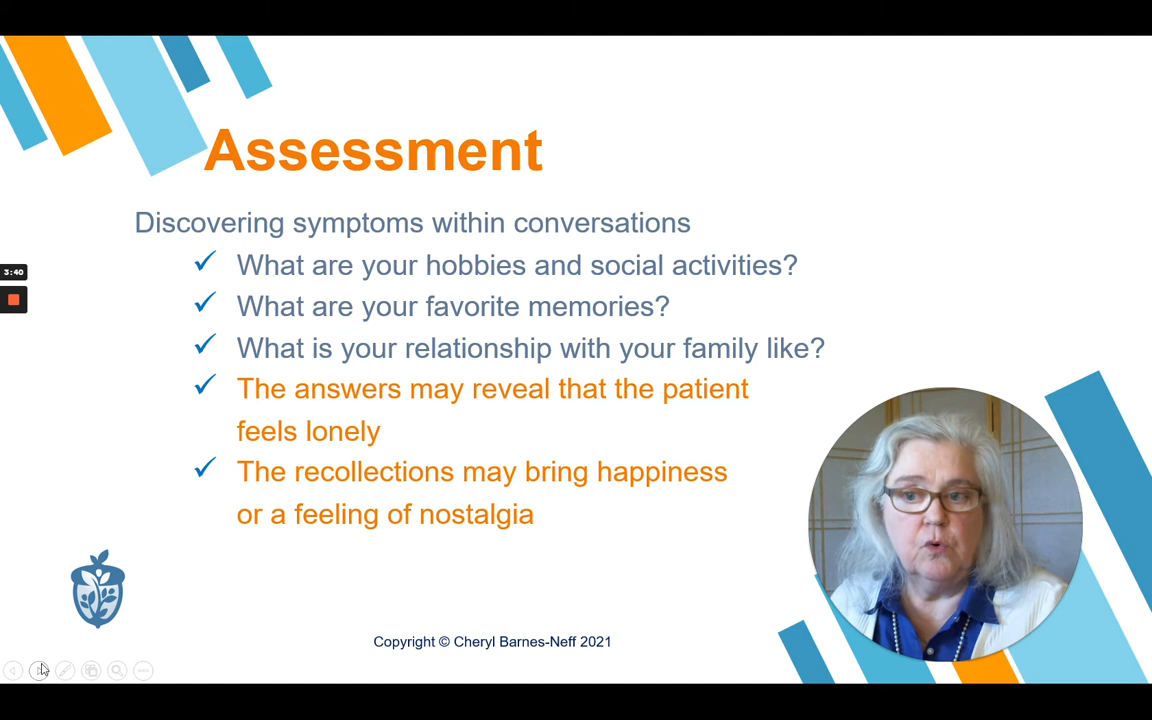 Assessment
Discovering symptoms within conversations
What are your hobbies and social activities?
What are your favorite memories?
3:40
What is your relationship with your family like?
The answers may reveal that the patient
feels lonely
The recollections may bring happiness
or a feeling of nostalgia
Copyright © Cheryl Barnes-Neff 2021